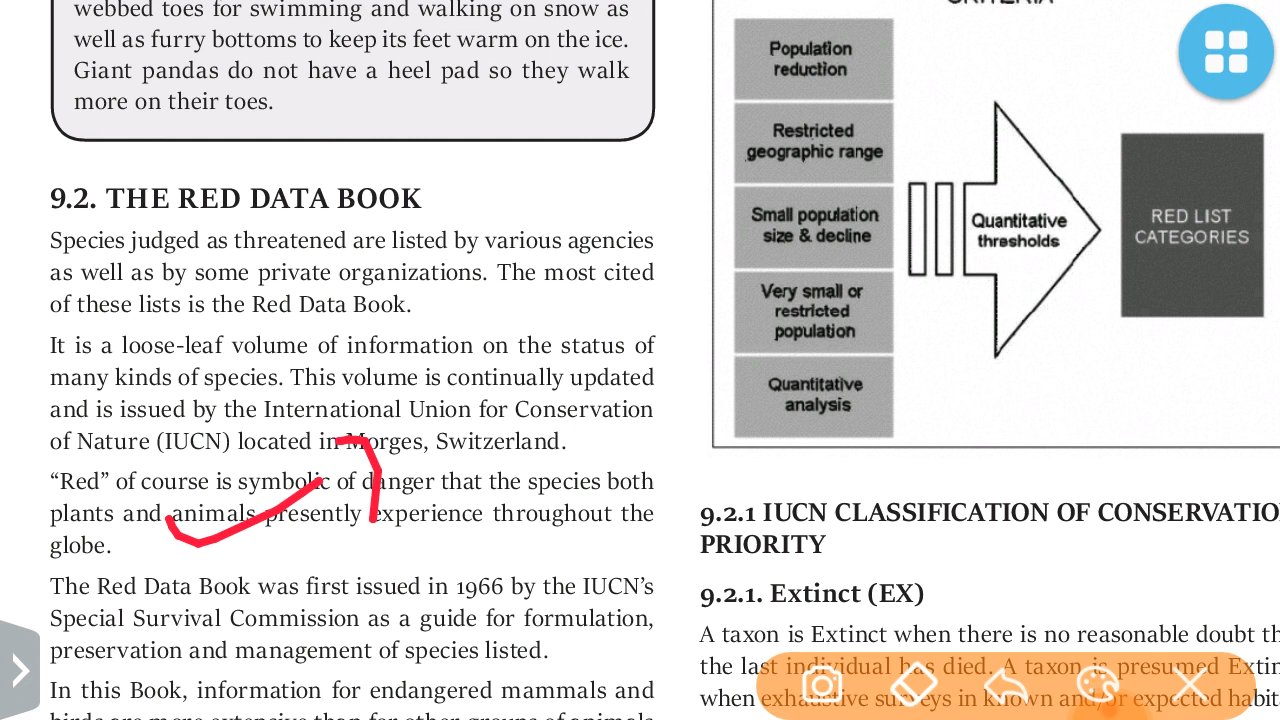 webbed toes for swimming and walking on snow as
well as furry bottoms to keep its feet warm on the ice.
Giant pandas do not have a heel pad so they walk
more on their toes.
9.2. THE RED DATA BOOK
Species judged as threatened are listed by various agencies
as well as by some private organizations. The most cited
of these lists is the Red Data Book.
It is a loose-leaf volume of information on the status of
many kinds of species. This volume is continually updated
and is issued by the International Union for Conservation
of Nature (IUCN) located in Morges, Switzerland.
“Red” of course is symbolic of danger that the species both
plants and animals presently experience throughout the
globe.
The Red Data Book was first issued in 1966 by the IUCN’s
Special Survival Commission as a guide for formulation,
preservation and management of species listed.
In this Book, information for endangered mammals and
birds are more extensive than for other groups of animals
CRITERIA
Population
reduction
Restricted
geographic range
Small population
size & decline
Very small or
restricted
population
Quantitative
analysis
Quantitative
thresholds
RED LIST
CATEGORIES
9.2.1 IUCN CLASSIFICATION OF CONSERVATIO
PRIORITY
9.2.1. Extinct (EX)
A taxon is Extinct when there is no reasonable doubt th
the last individual has died. A taxon is presumed Extin
when exhaustive surveys in known and/or expected habit